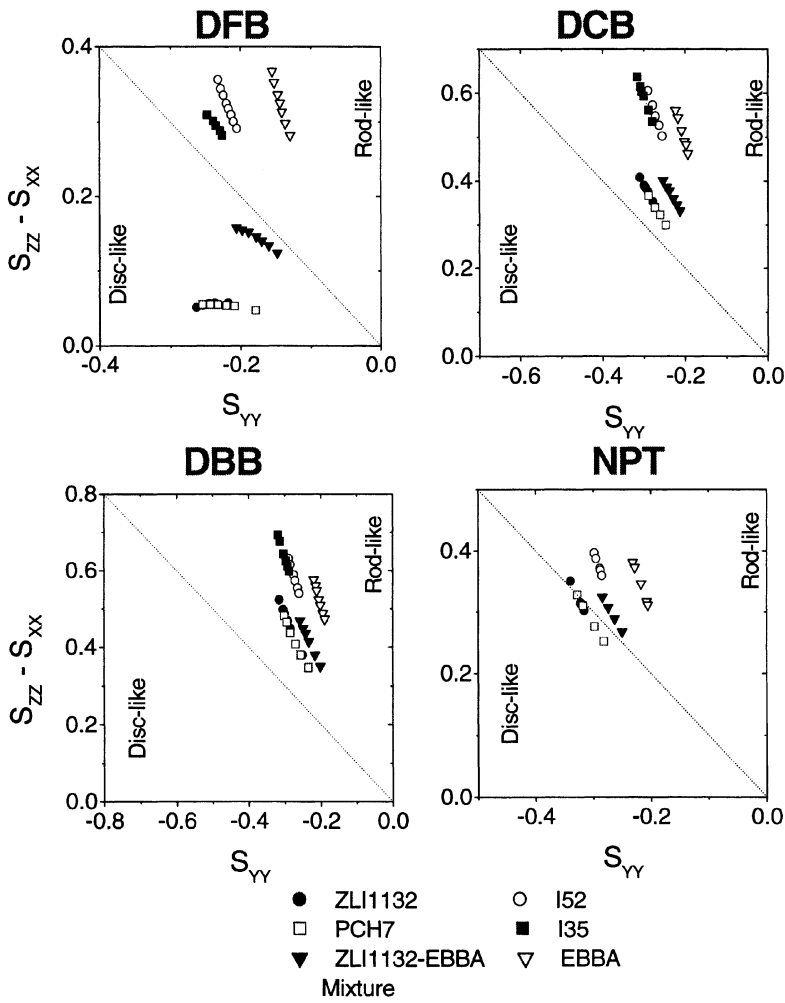 DFB
DCB
0.4
0.2
0.0
-0.4
-0.2
0.0
S_ZZ - S_XX
S_YY
Disc-like
Rod-like
0.6
0.4
0.2
0.0
-0.6
-0.4
-0.2
0.0
S_YY
Disc-like
Rod-like
DBB
NPT
0.8
0.6
0.4
0.2
0.0
-0.8
-0.6
-0.4
-0.2
0.0
S_ZZ - S_XX
S_YY
Disc-like
Rod-like
0.4
0.2
0.0
-0.4
-0.2
0.0
S_YY
Disc-like
Rod-like
ZLI1132
I52
PCH7
I35
ZLI1132-EBBA
EBBA
Mixture